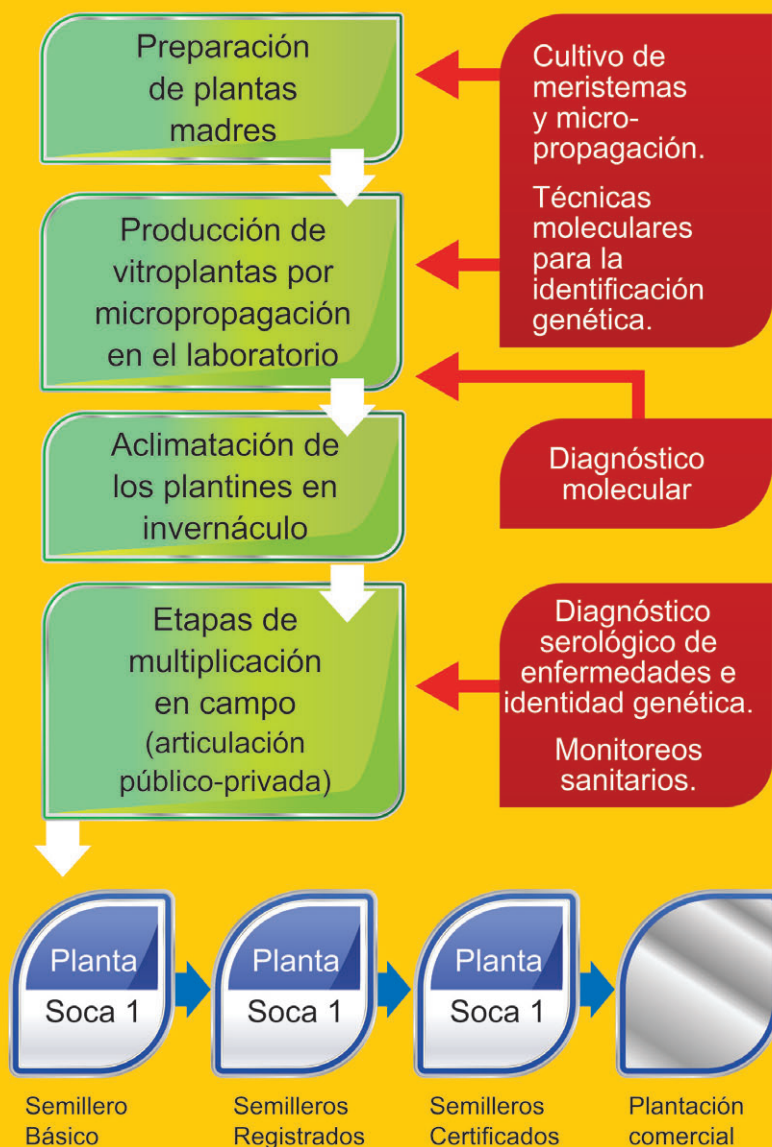 Preparación
de plantas
madres
Cultivo de
meristemas
y micro-
propagación.
Técnicas
moleculares
para la
identificación
genética.
Producción de
vitroplantas por
micropropagación
en el laboratorio
Aclimatación de
los plantines en
invernáculo
Diagnóstico
molecular
Etapas de
multiplicación
en campo
(articulación
público-privada)
Diagnóstico
serológico de
enfermedades e
identidad genética.
Monitoreos
sanitarios.
Planta
Soca 1
Planta
Soca 1
Planta
Soca 1
Semillero
Básico
Semilleros
Registrados
Semilleros
Certificados
Plantación
comercial